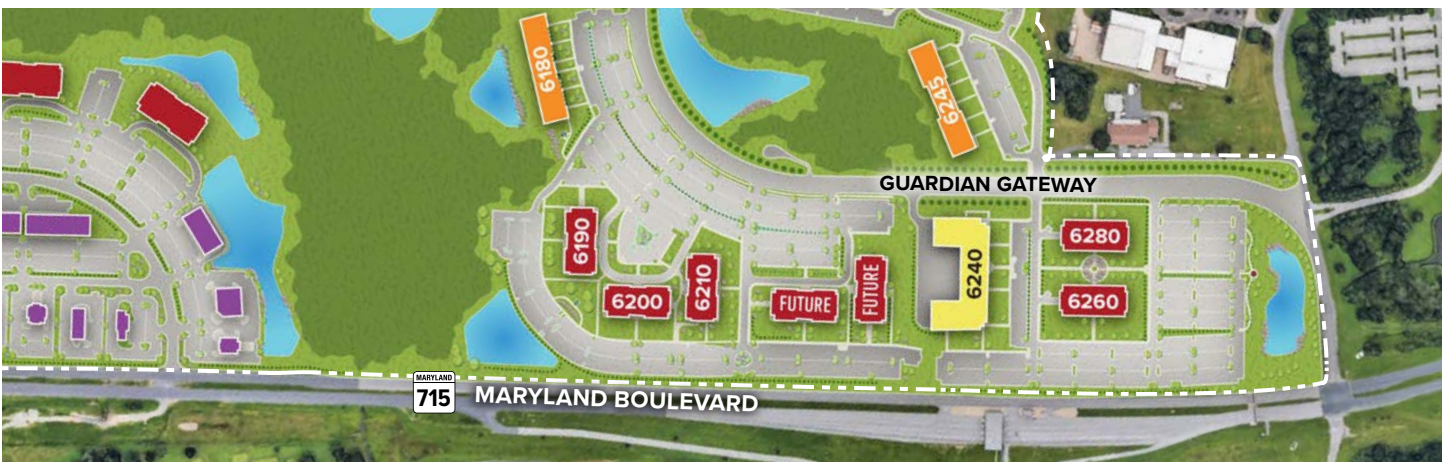 6180
6245
GUARDIAN GATEWAY
6190
6200
6210
FUTURE
FUTURE
6240
6280
6260
MARYLAND
715
MARYLAND BOULEVARD